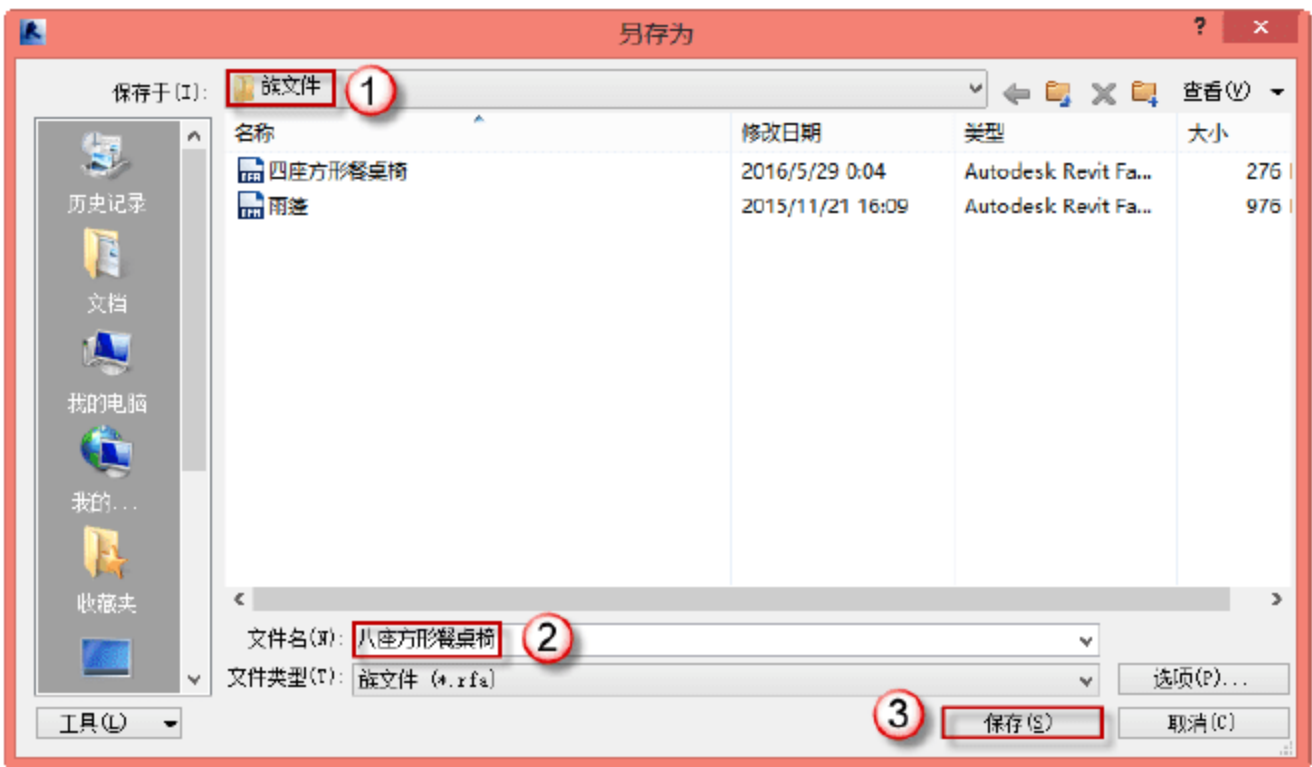 另存为
?
×
保存于(I):
族文件
1
查看(V)
名称
修改日期
类型
大小
四座方形餐桌椅
2016/5/29 0:04
Autodesk Revit Fa...
276
雨篷
2015/11/21 16:09
Autodesk Revit Fa...
976
历史记录
文档
我的电脑
我的...
收藏夹
文件名(N):
八座方形餐桌椅
2
文件类型(T):
族文件 (*.rfa)
选项(P)...
工具(L)
3
保存(S)
取消(C)